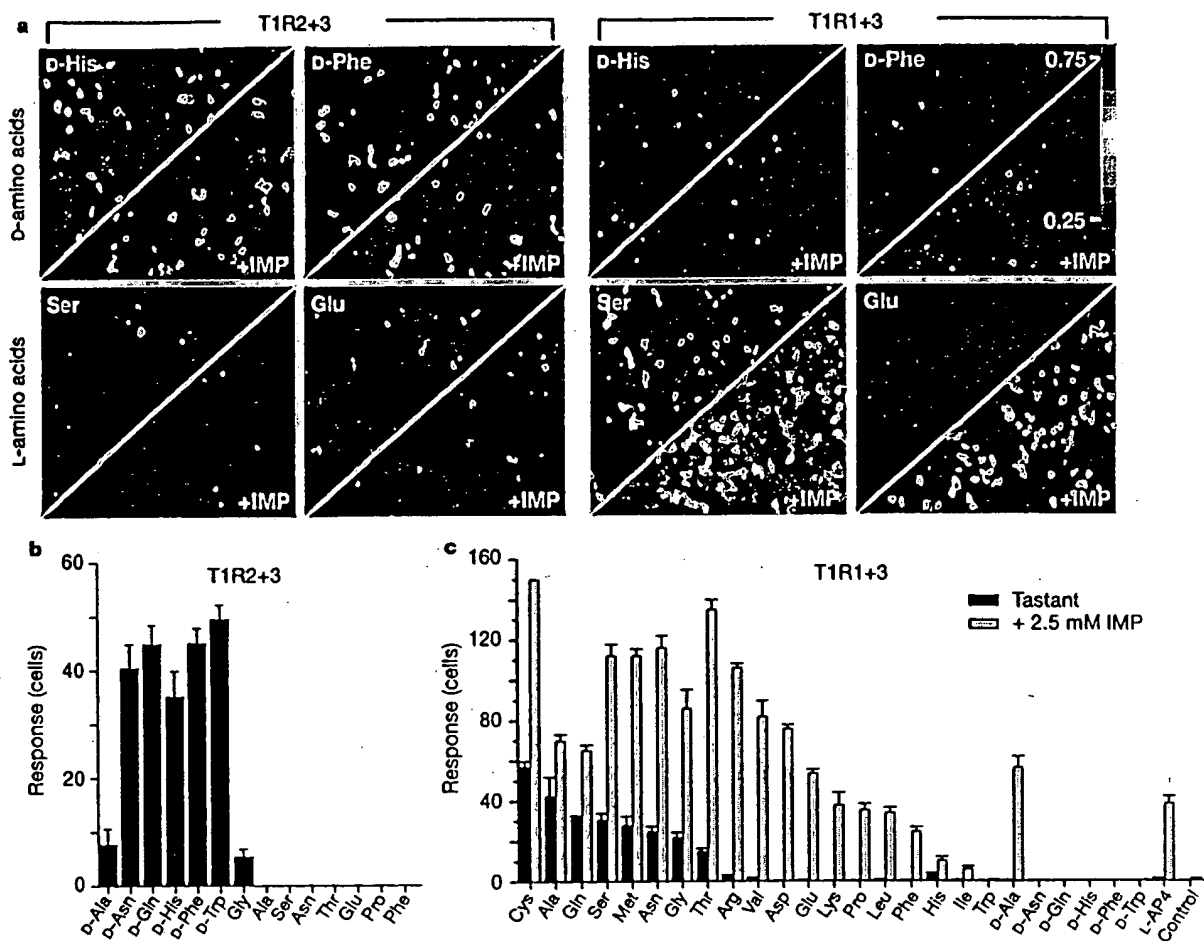 a
T1R2+3
T1R1+3
D-amino acids
D-His
+IMP
D-Phe
+IMP
D-His
+IMP
D-Phe
0.75
0.25
+IMP
L-amino acids
Ser
+IMP
Glu
+IMP
Ser
+IMP
Glu
+IMP
b
T1R2+3
Response (cells)
60
40
20
0
D-Ala
D-Asn
D-Gln
D-His
D-Phe
D-Trp
Gly
Ala
Ser
Asn
Thr
Glu
Pro
Phe
c
T1R1+3
Tastant
+ 2.5 mM IMP
Response (cells)
160
120
80
40
0
Cys
Ala
Gln
Ser
Met
Asn
Gly
Thr
Arg
Val
Asp
Glu
Lys
Pro
Leu
Phe
His
Ile
Trp
D-Ala
D-Asn
D-Gln
D-His
D-Phe
D-Trp
L-AP4
Control